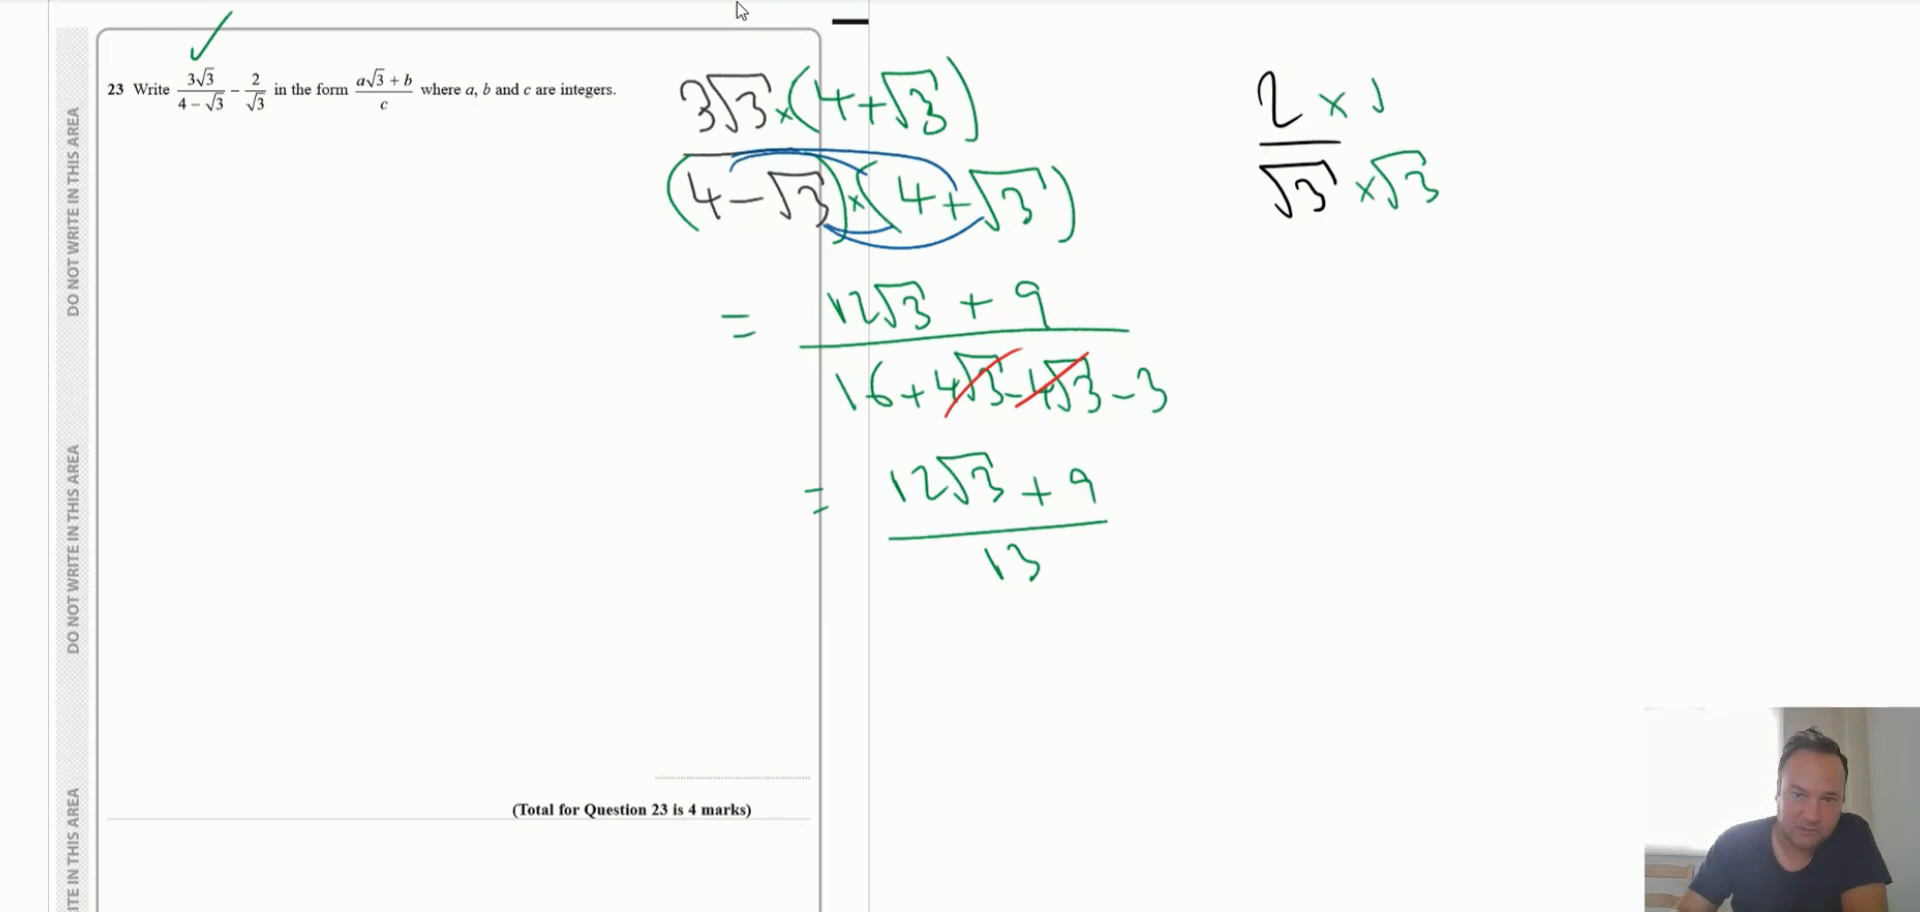 23 Write 3√3/(4 − √3) − 2/√3 in the form (a√3 + b)/c where a, b and c are integers.
(Total for Question 23 is 4 marks)
DO NOT WRITE IN THIS AREA
DO NOT WRITE IN THIS AREA
ITE IN THIS AREA
3√3 × (4 + √3)
(4 − √3) × (4 + √3)
= 12√3 + 9
16 + 4√3 − 4√3 − 3
= 12√3 + 9
13
2 ×
√3 × √3